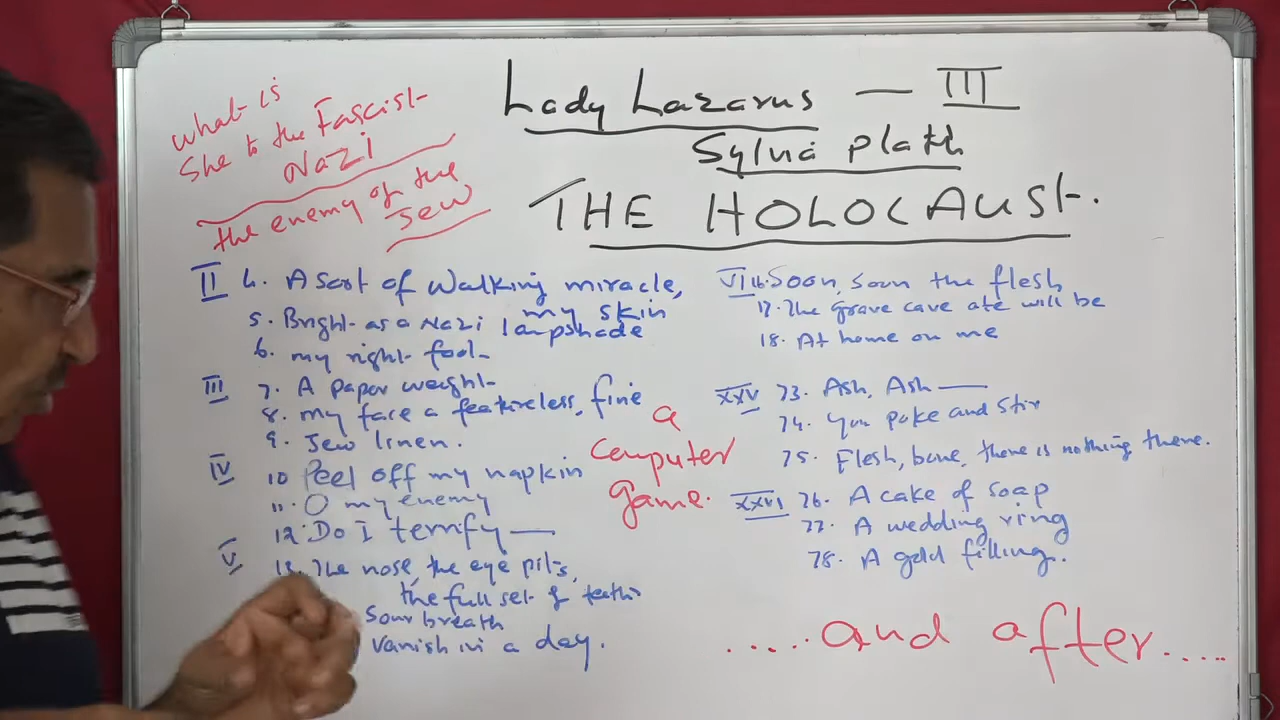 Lady Lazarus — III
Sylvia plath
THE HOLOCAUST.
what is
She to the Fascist-
Nazi
the enemy of the
Jew
II 4. A Sort of walking miracle, my skin
5. Bright as a Nazi lampshade
6. my right foot
III 7. A paper weight
8. my face a featureless, fine
9. Jew linen.
IV 10 Peel off my napkin
11. O my enemy
12. Do I terrify —
V 13. The nose, the eye pits,
the full set of teeth
Sour breath
vanish in a day.
a
computer
game.
VI 16. Soon, soon the flesh
17. The grave cave ate will be
18. At home on me
XXV 73. Ash, Ash —
74. You poke and stir
75. Flesh, bone, there is nothing there.
XXVI 76. A cake of soap
77. A wedding ring
78. A gold filling.
..... and after.....